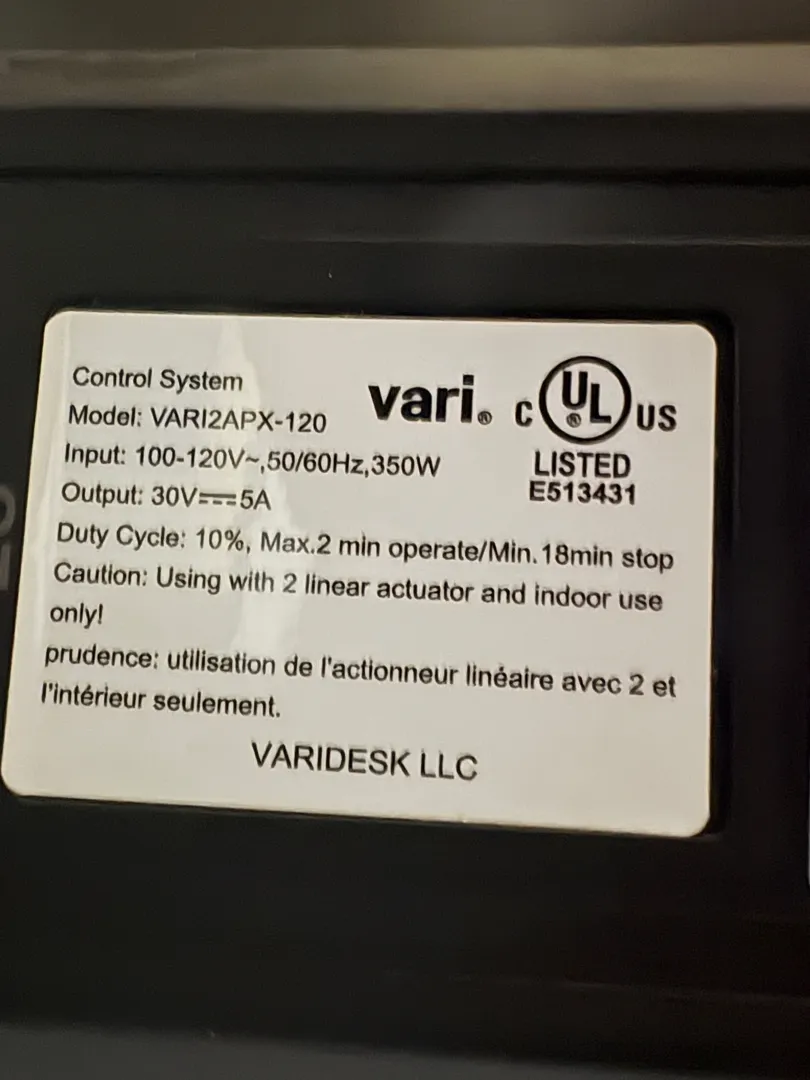 Control System
vari®
C UL® US
Model: VARI2APX-120
Input: 100-120V~,50/60Hz,350W
LISTED
Output: 30V⎓5A
E513431
Duty Cycle: 10%, Max.2 min operate/Min.18min stop
Caution: Using with 2 linear actuator and indoor use
only!
prudence: utilisation de l'actionneur linéaire avec 2 et
l'intérieur seulement.
VARIDESK LLC